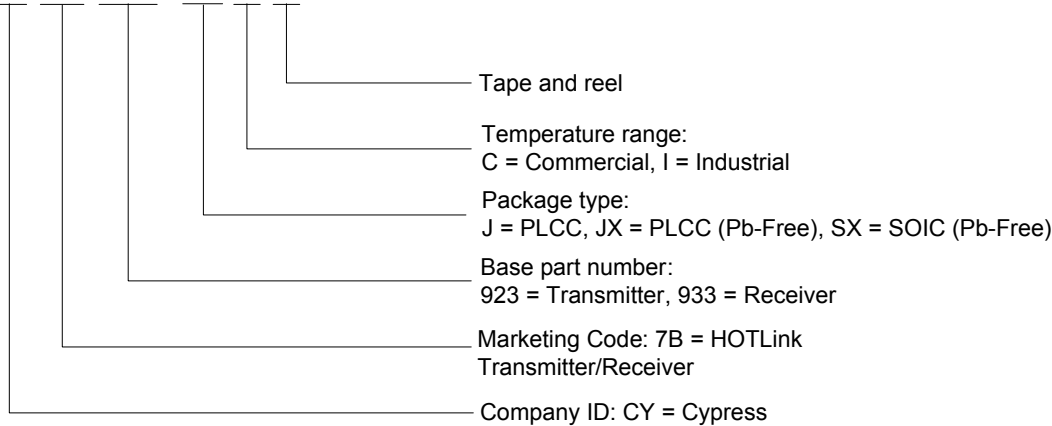 Tape and reel
Temperature range:
C = Commercial, I = Industrial
Package type:
J = PLCC, JX = PLCC (Pb-Free), SX = SOIC (Pb-Free)
Base part number:
923 = Transmitter, 933 = Receiver
Marketing Code: 7B = HOTLink
Transmitter/Receiver
Company ID: CY = Cypress